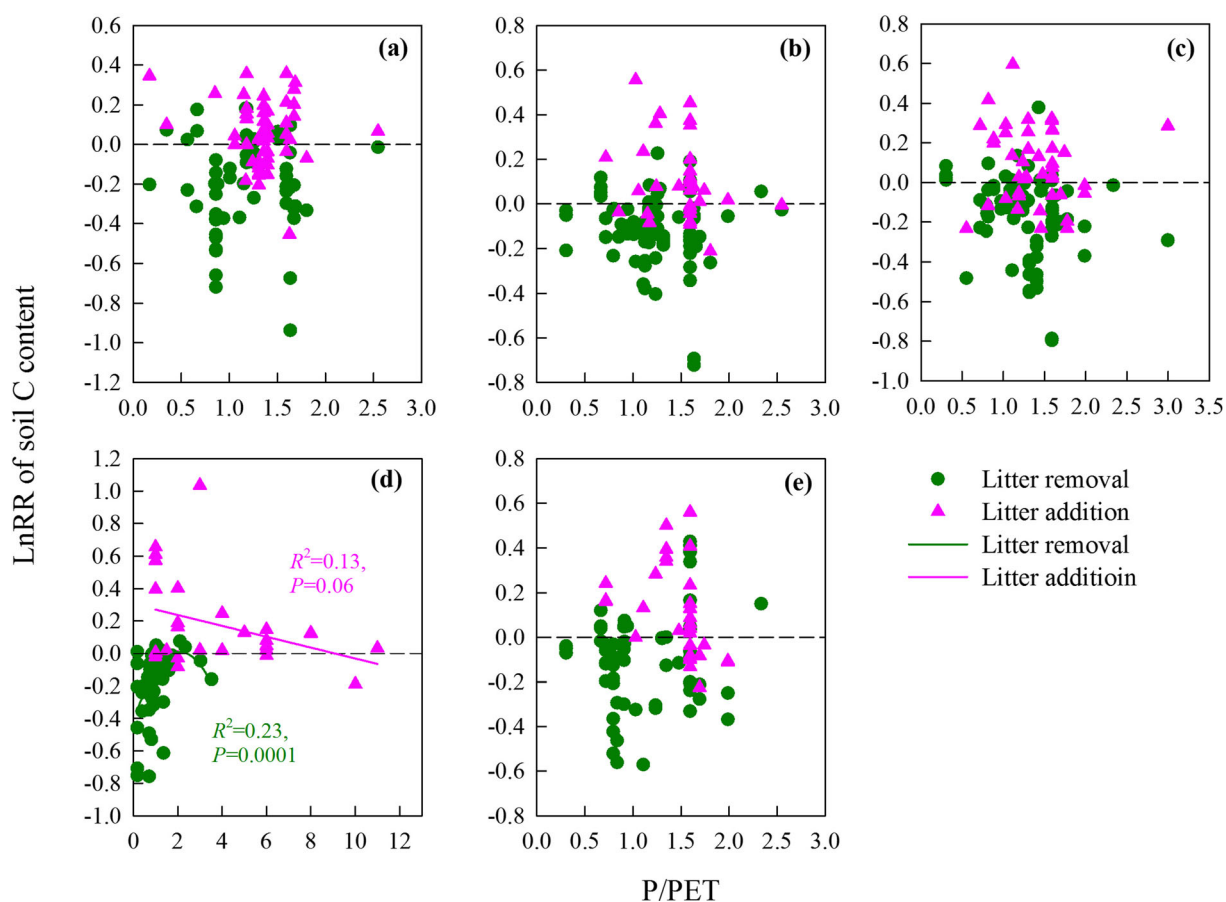 LnRR of soil C content
(a)
0.6
0.4
0.2
0.0
-0.2
-0.4
-0.6
-0.8
-1.0
-1.2
0.0 0.5 1.0 1.5 2.0 2.5 3.0
(b)
0.8
0.6
0.4
0.2
0.0
-0.2
-0.4
-0.6
-0.8
0.0 0.5 1.0 1.5 2.0 2.5 3.0
(c)
0.8
0.6
0.4
0.2
0.0
-0.2
-0.4
-0.6
-0.8
-1.0
0.0 0.5 1.0 1.5 2.0 2.5 3.0 3.5
(d)
1.2
1.0
0.8
0.6
0.4
0.2
0.0
-0.2
-0.4
-0.6
-0.8
-1.0
0 2 4 6 8 10 12
R²=0.13,
P=0.06
R²=0.23,
P=0.0001
(e)
0.8
0.6
0.4
0.2
0.0
-0.2
-0.4
-0.6
-0.8
0.0 0.5 1.0 1.5 2.0 2.5 3.0
Litter removal
Litter addition
Litter removal
Litter additioin
P/PET